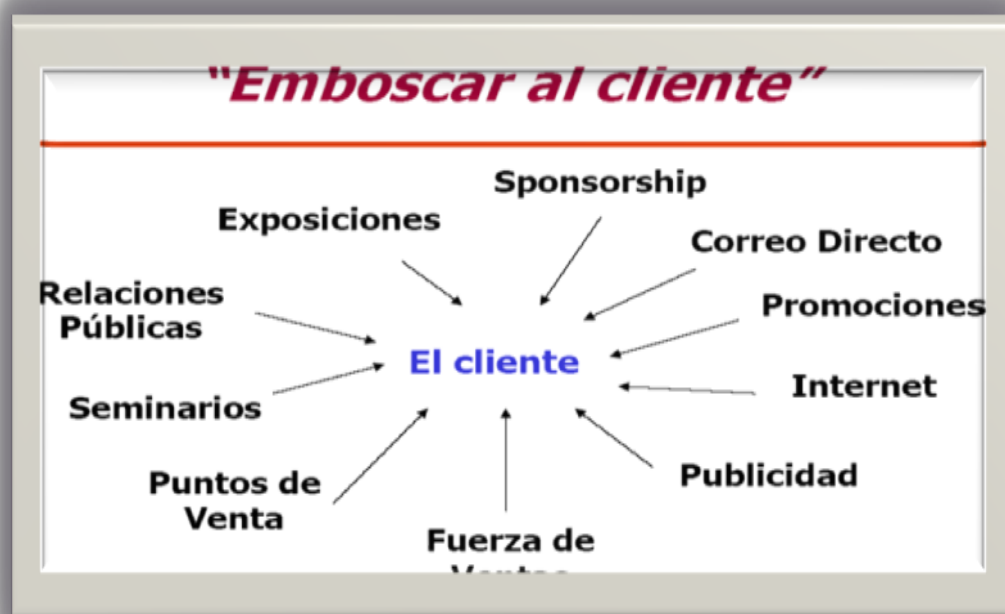 "Emboscar al cliente"
Sponsorship
Exposiciones
Correo Directo
Relaciones
Públicas
Promociones
El cliente
Internet
Seminarios
Publicidad
Puntos de
Venta
Fuerza de
Ventas